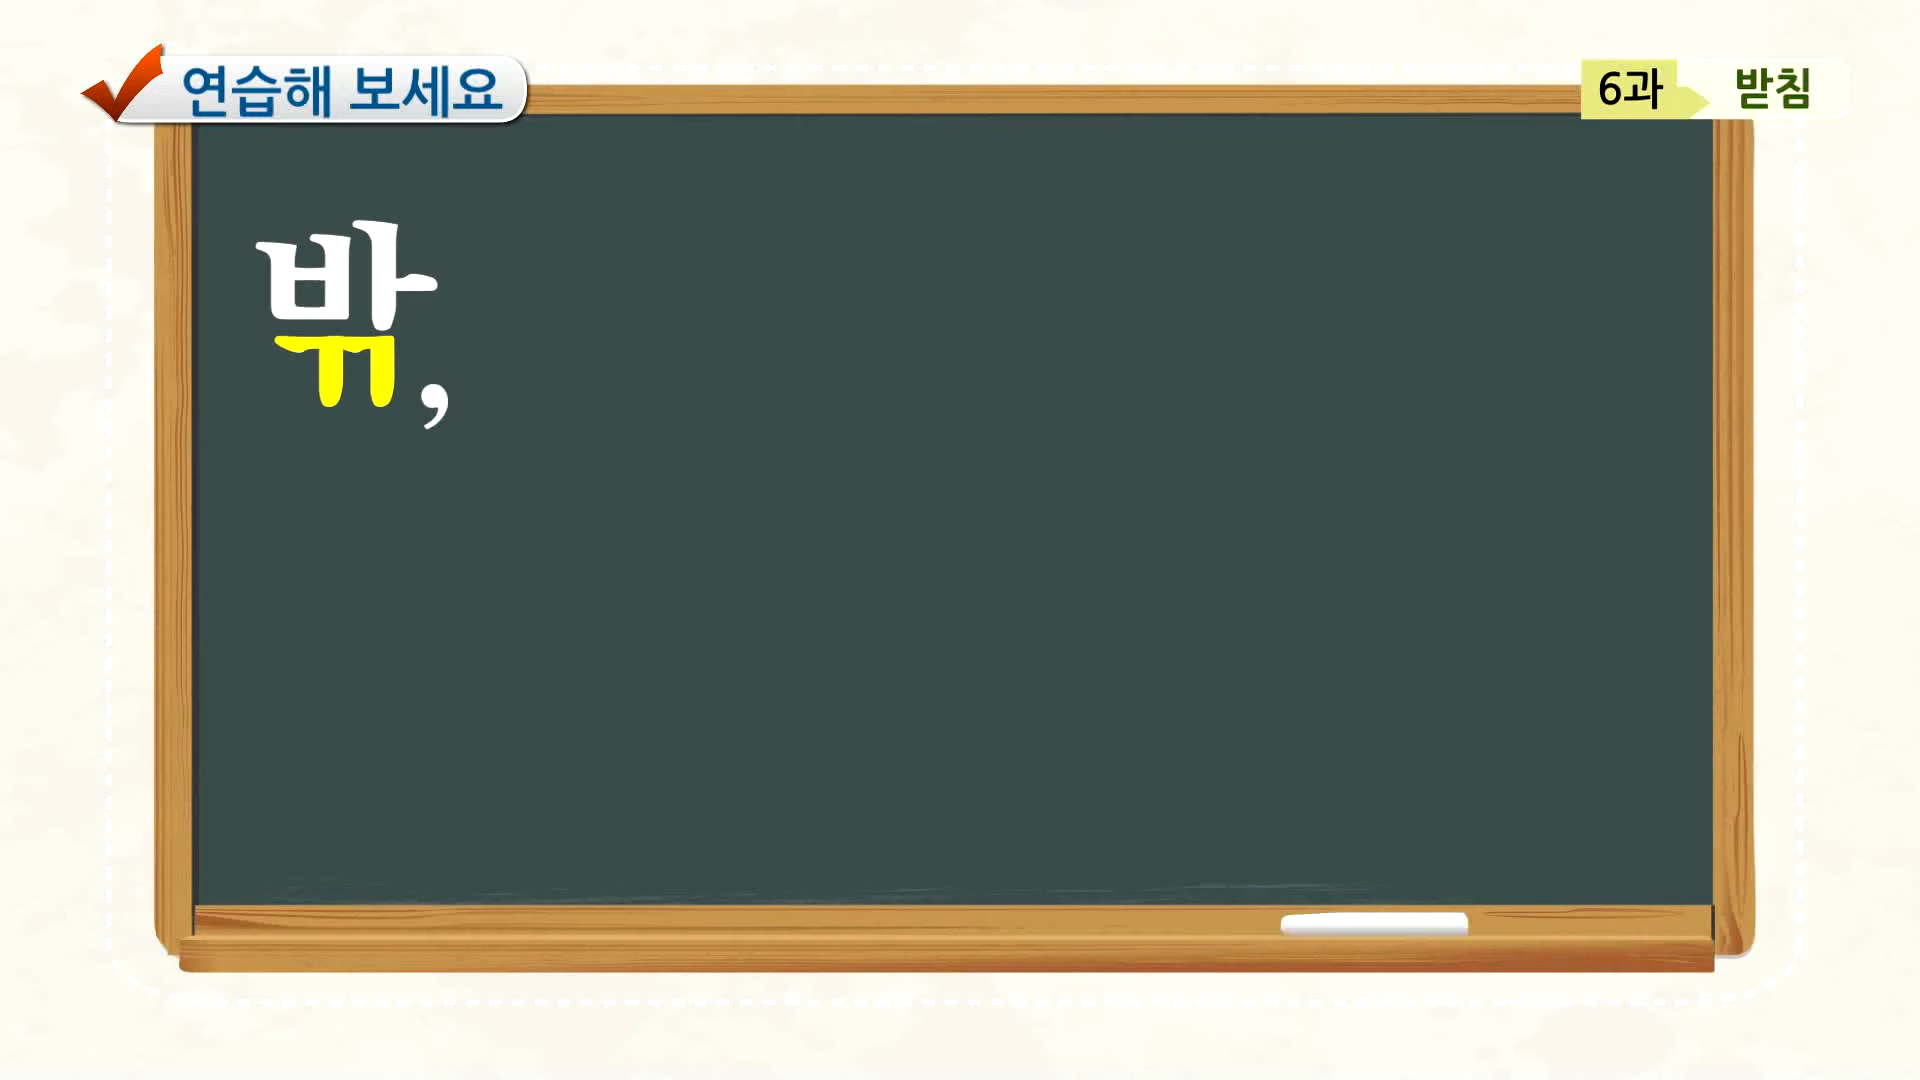 연습해 보세요
6과 받침
밖,